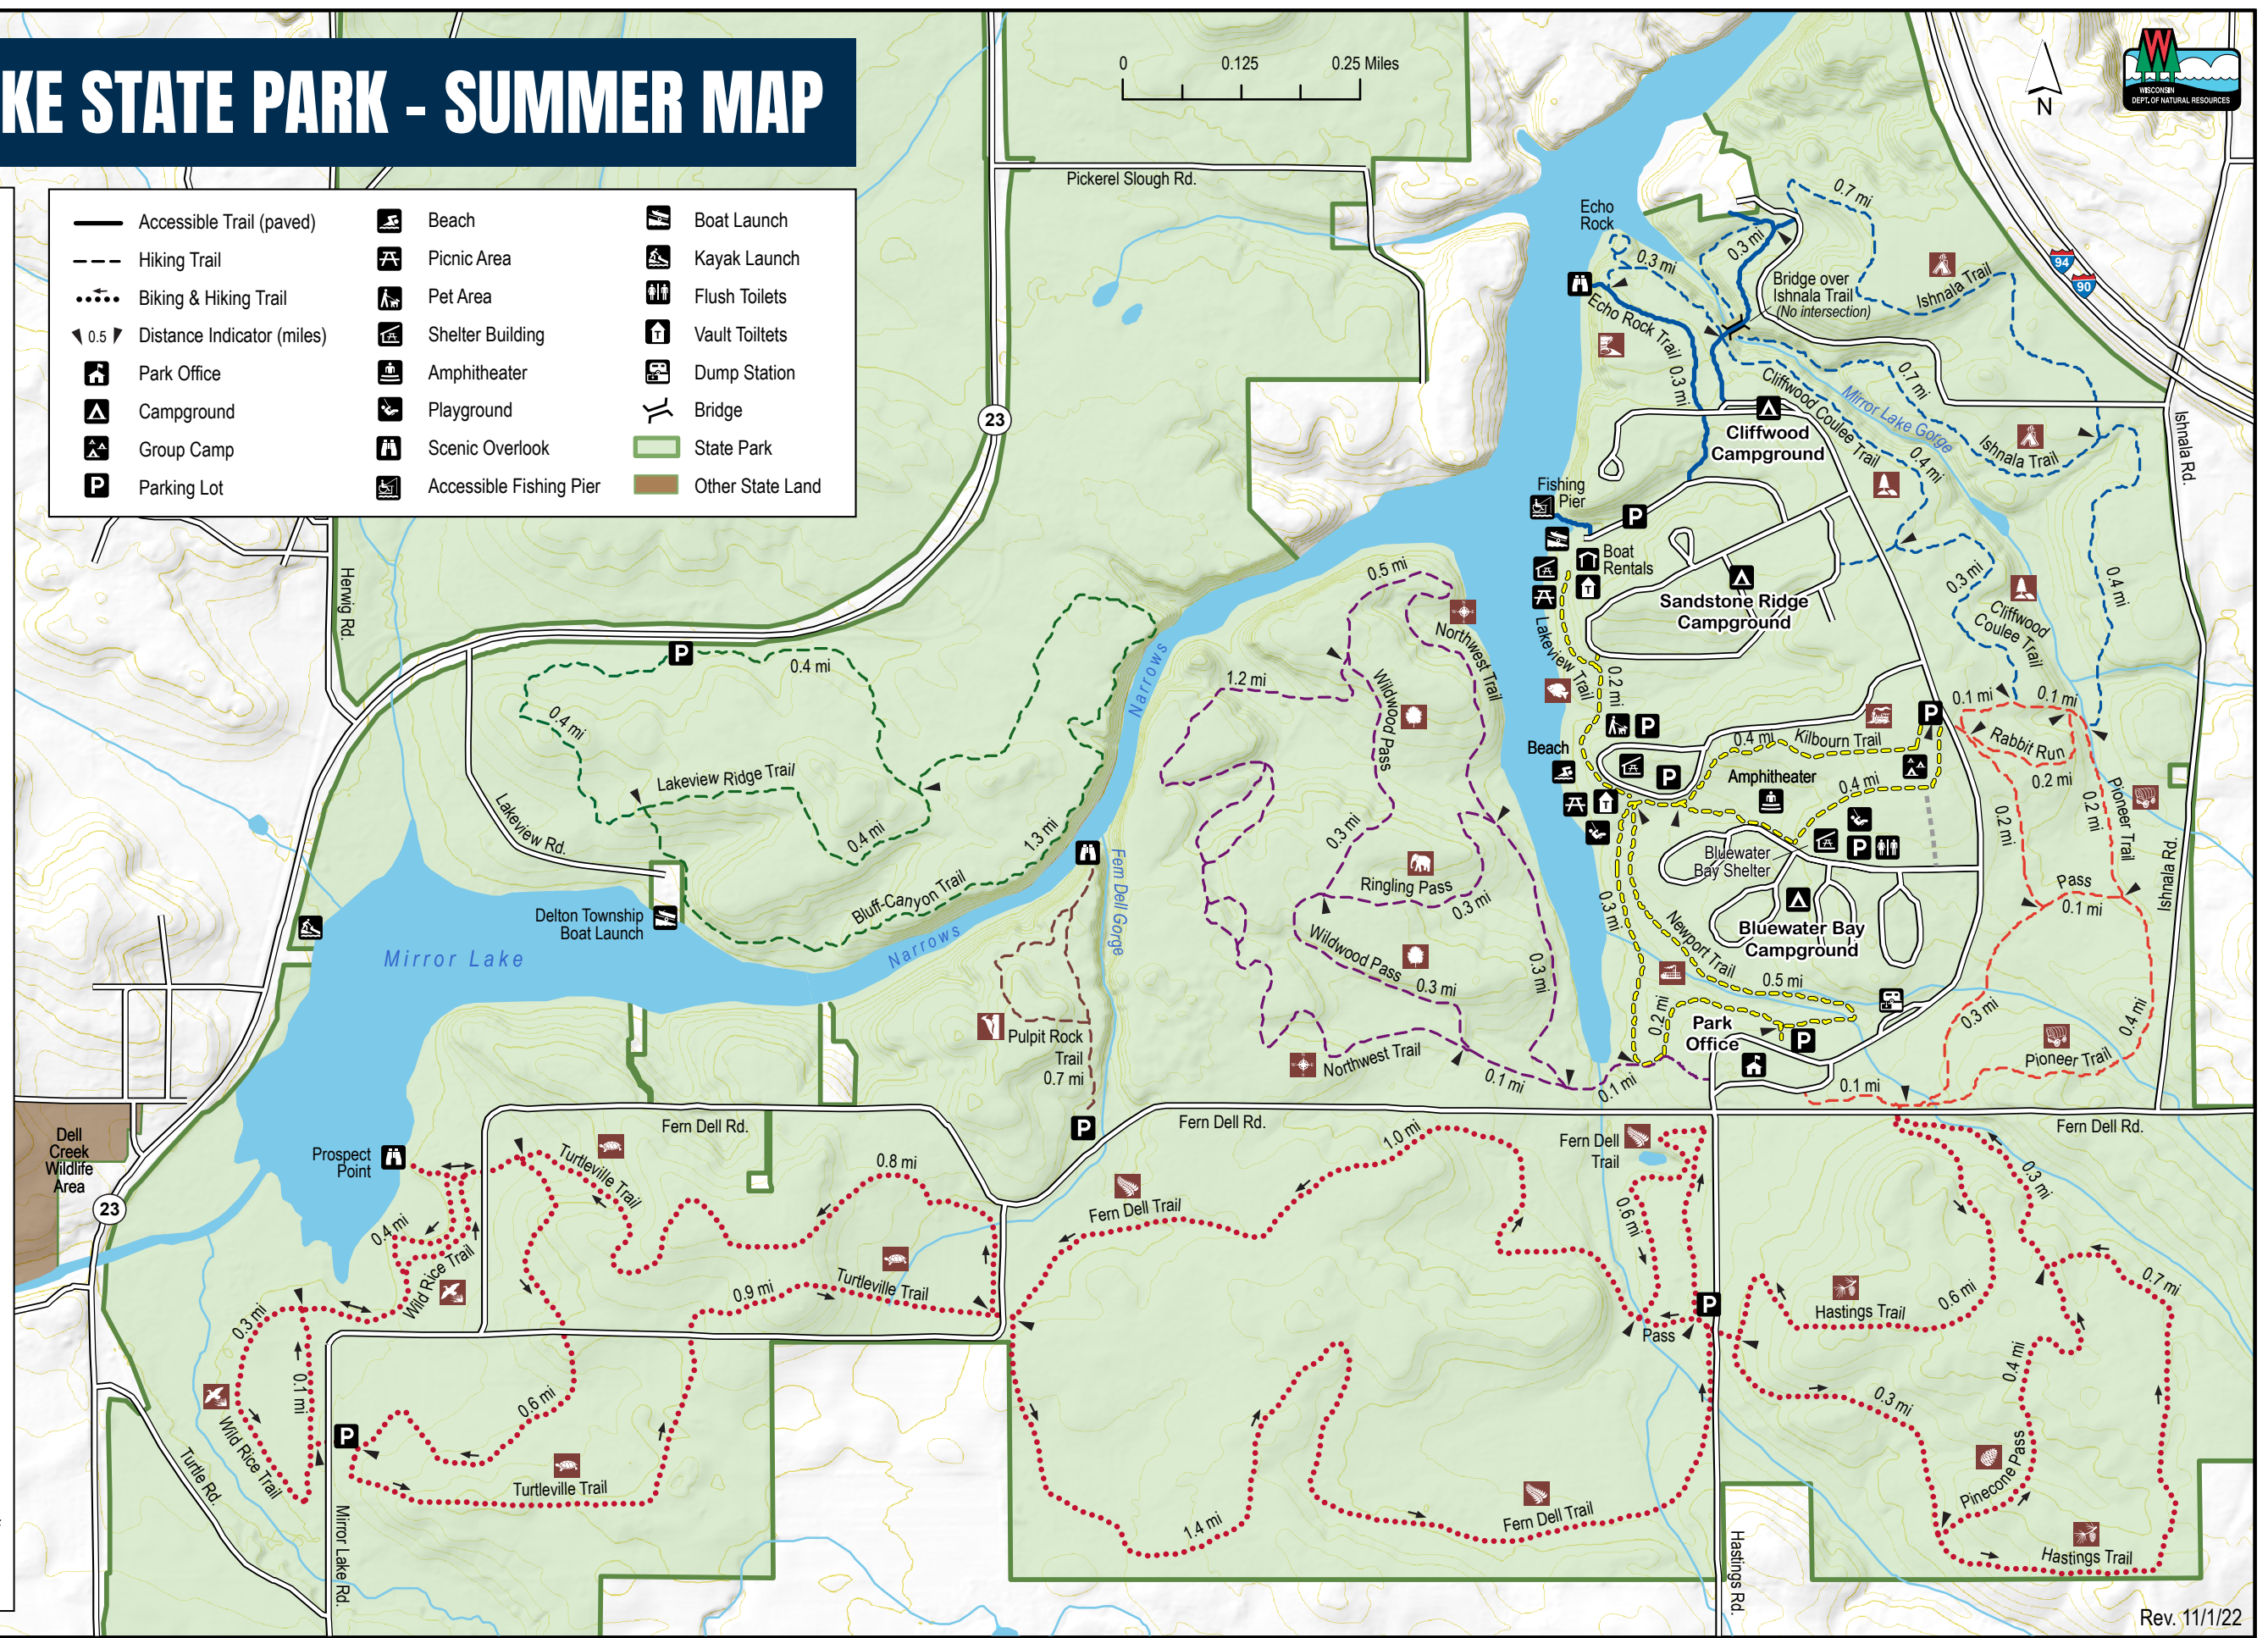 KE STATE PARK - SUMMER MAP
0 0.125 0.25 Miles
N
W
WISCONSIN
DEPT. OF NATURAL RESOURCES
Accessible Trail (paved)
Hiking Trail
Biking & Hiking Trail
0.5 Distance Indicator (miles)
Park Office
Campground
Group Camp
P Parking Lot
Beach
Picnic Area
Pet Area
Shelter Building
Amphitheater
Playground
Scenic Overlook
Accessible Fishing Pier
Boat Launch
Kayak Launch
Flush Toilets
T Vault Toiltets
Dump Station
Bridge
State Park
Other State Land
Pickerel Slough Rd.
23
Herwig Rd.
Echo
Rock
0.3 mi
0.3 mi
0.7 mi
Bridge over
Ishnala Trail
(No intersection)
Ishnala Trail
94
90
Echo Rock Trail
0.3 mi
Cliffwood Coulee Trail
0.4 mi
0.7 mi
Mirror Lake Gorge
Ishnala Trail
Ishnala Rd.
Cliffwood
Campground
Fishing
Pier
P
Boat
Rentals
T
Sandstone Ridge
Campground
0.3 mi
Cliffwood
Coulee Trail
0.4 mi
Lakeview Trail
0.2 mi
P
Beach
P
T
0.4 mi
Kilbourn Trail
P
Amphitheater
0.4 mi
Bluewater
Bay Shelter
P
Bluewater Bay
Campground
0.1 mi
0.1 mi
Rabbit Run
0.2 mi
0.2 mi
0.2 mi
Pioneer Trail
Pass
0.1 mi
Ishnala Rd.
0.3 mi
0.4 mi
Pioneer Trail
0.1 mi
0.3 mi
Newport Trail
0.5 mi
0.2 mi
Park
Office
P
0.1 mi
P
0.4 mi
0.4 mi
Lakeview Ridge Trail
0.4 mi
Lakeview Rd.
1.3 mi
Bluff-Canyon Trail
Delton Township
Boat Launch
Mirror Lake
Narrows
Narrows
Fern Dell Gorge
Pulpit Rock
Trail
0.7 mi
P
0.5 mi
Northwest Trail
1.2 mi
Wildwood Pass
0.3 mi
Ringling Pass
0.3 mi
Wildwood Pass
0.3 mi
0.3 mi
Northwest Trail
0.1 mi
Dell
Creek
Wildlife
Area
23
Prospect
Point
Fern Dell Rd.
Fern Dell Rd.
Fern Dell Rd.
Turtleville Trail
0.8 mi
0.4 mi
Wild Rice Trail
0.9 mi
Turtleville Trail
0.3 mi
0.1 mi
Wild Rice Trail
P
0.6 mi
Turtleville Trail
Turtle Rd.
Mirror Lake Rd.
Fern Dell Trail
1.0 mi
Fern Dell
Trail
0.6 mi
P
Pass
1.4 mi
Fern Dell Trail
Hastings Rd.
0.3 mi
Hastings Trail
0.6 mi
0.7 mi
0.4 mi
0.3 mi
Pinecone Pass
Hastings Trail
Rev. 11/1/22